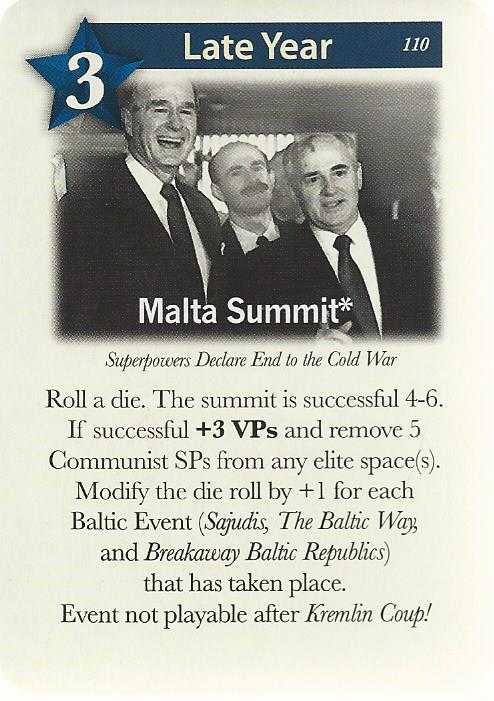 Late Year 110
3
Malta Summit*
Superpowers Declare End to the Cold War
Roll a die. The summit is successful 4-6.
If successful +3 VPs and remove 5
Communist SPs from any elite space(s).
Modify the die roll by +1 for each
Baltic Event (Sajudis, The Baltic Way,
and Breakaway Baltic Republics)
that has taken place.
Event not playable after Kremlin Coup!